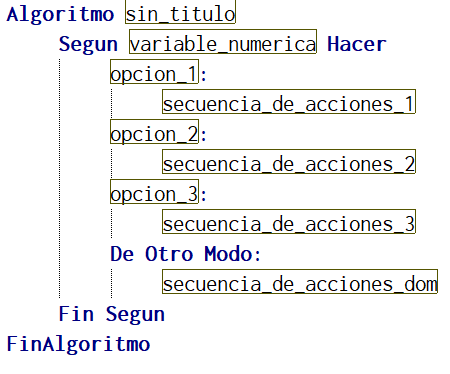 Algoritmo sin_titulo
Segun variable_numerica Hacer
opcion_1:
secuencia_de_acciones_1
opcion_2:
secuencia_de_acciones_2
opcion_3:
secuencia_de_acciones_3
De Otro Modo:
secuencia_de_acciones_dom
Fin Segun
FinAlgoritmo